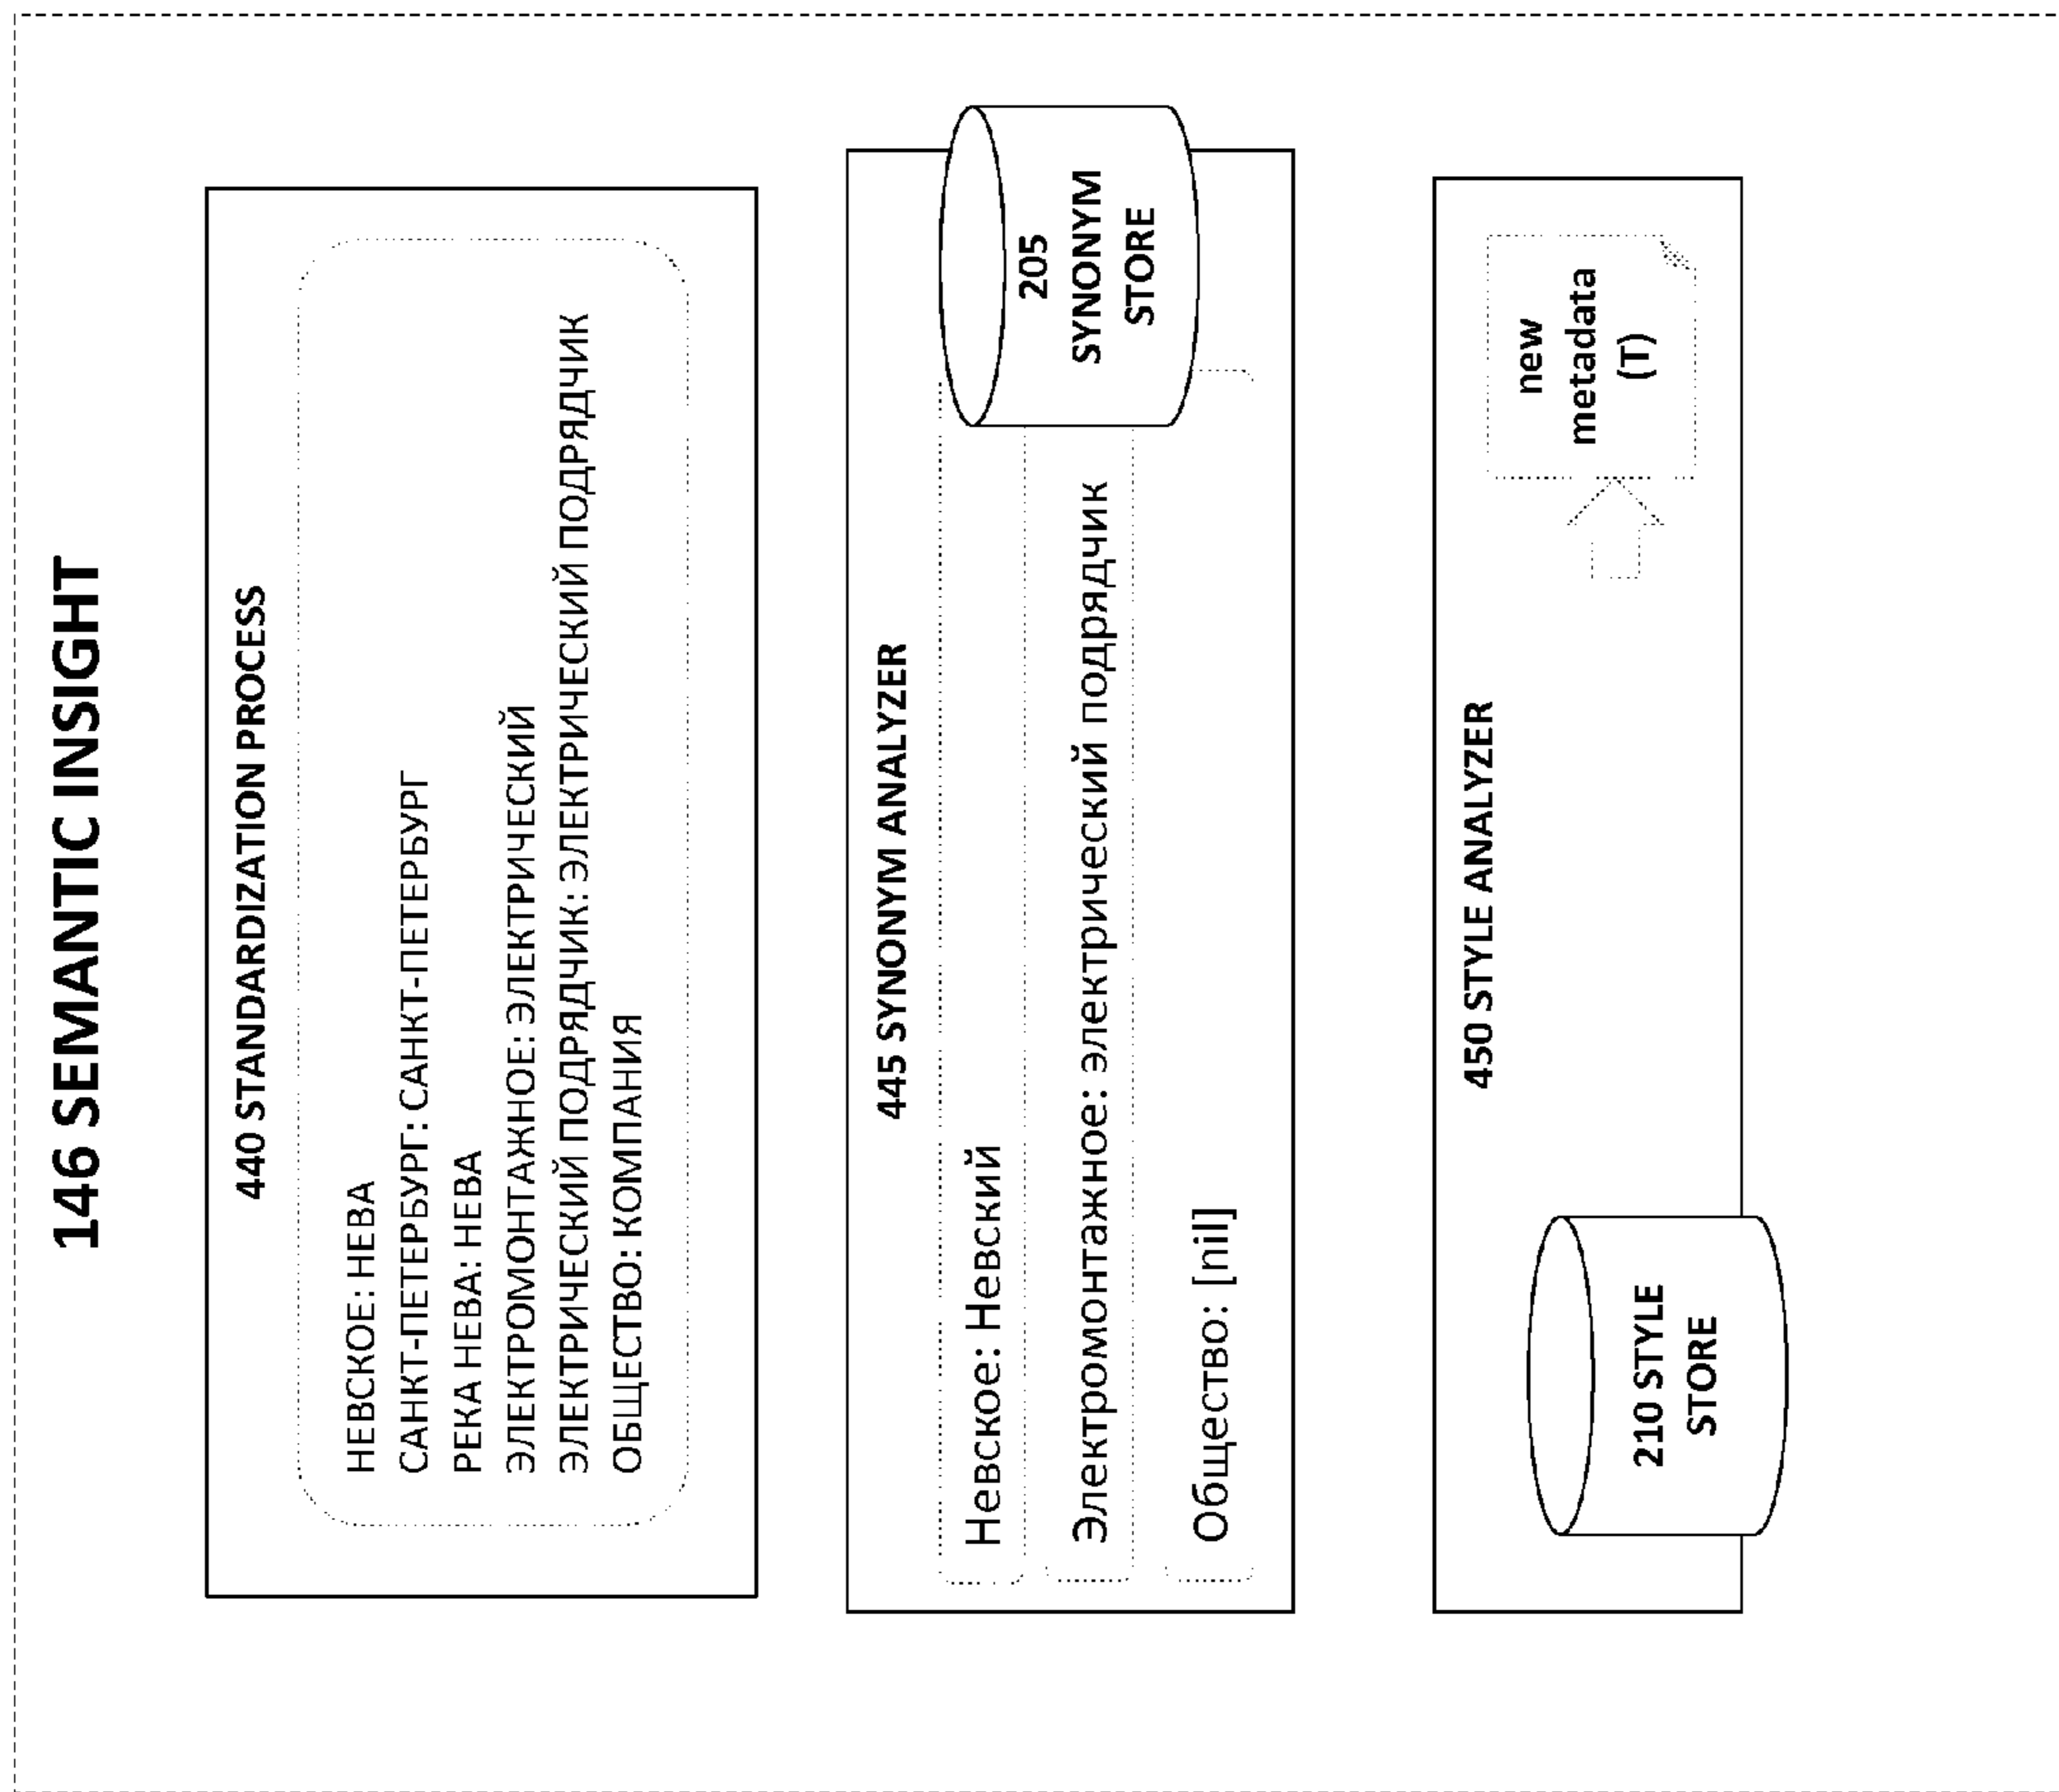 146 SEMANTIC INSIGHT
440 STANDARDIZATION PROCESS
НЕВСКОЕ: НЕВА
САНКТ-ПЕТЕРБУРГ: САНКТ-ПЕТЕРБУРГ
РЕКА НЕВА: НЕВА
ЭЛЕКТРОМОНТАЖНОЕ: ЭЛЕКТРИЧЕСКИЙ
ЭЛЕКТРИЧЕСКИЙ ПОДРЯДЧИК: ЭЛЕКТРИЧЕСКИЙ ПОДРЯДЧИК
ОБЩЕСТВО: КОМПАНИЯ
445 SYNONYM ANALYZER
Невское: Невский
Электромонтажное: электрический подрядчик
Общество: [nil]
205
SYNONYM
STORE
450 STYLE ANALYZER
210 STYLE
STORE
new
metadata
(T)